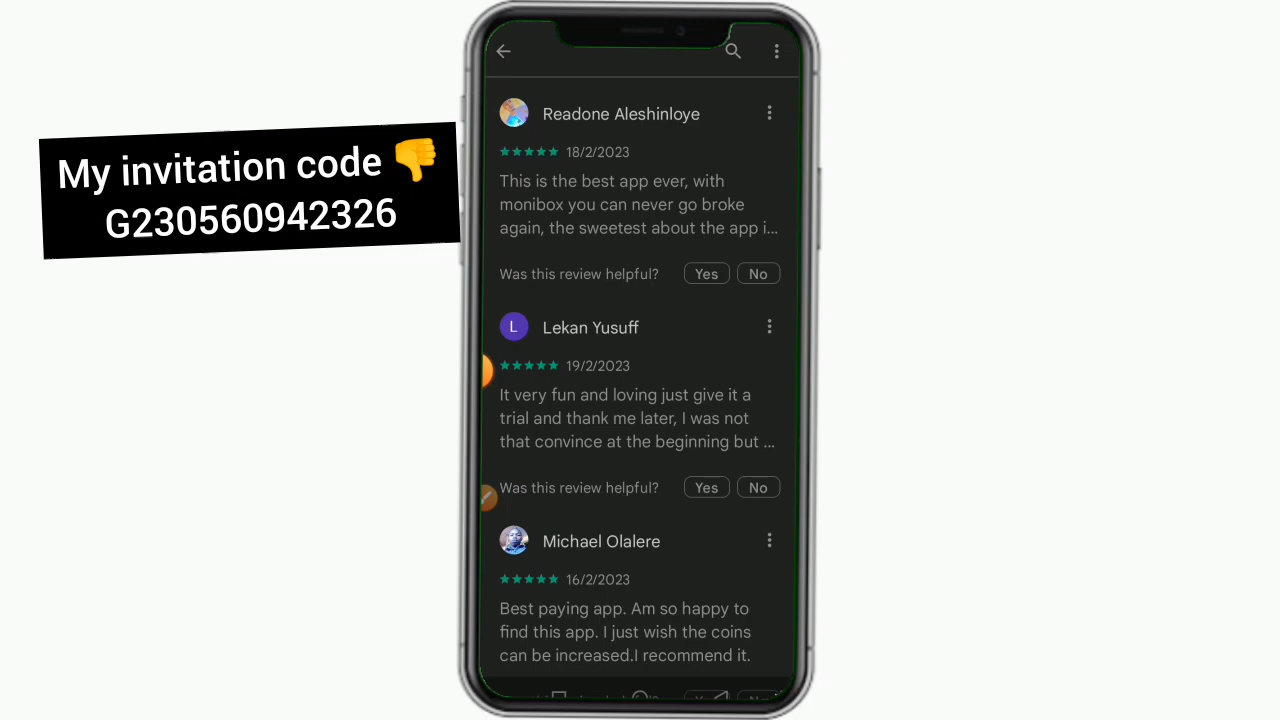 My invitation code 👎
G230560942326
Readone Aleshinloye
18/2/2023
This is the best app ever, with
monibox you can never go broke
again, the sweetest about the app i...
Was this review helpful? Yes No
L Lekan Yusuff
19/2/2023
It very fun and loving just give it a
trial and thank me later, I was not
that convince at the beginning but ...
Was this review helpful? Yes No
Michael Olalere
16/2/2023
Best paying app. Am so happy to
find this app. I just wish the coins
can be increased.I recommend it.